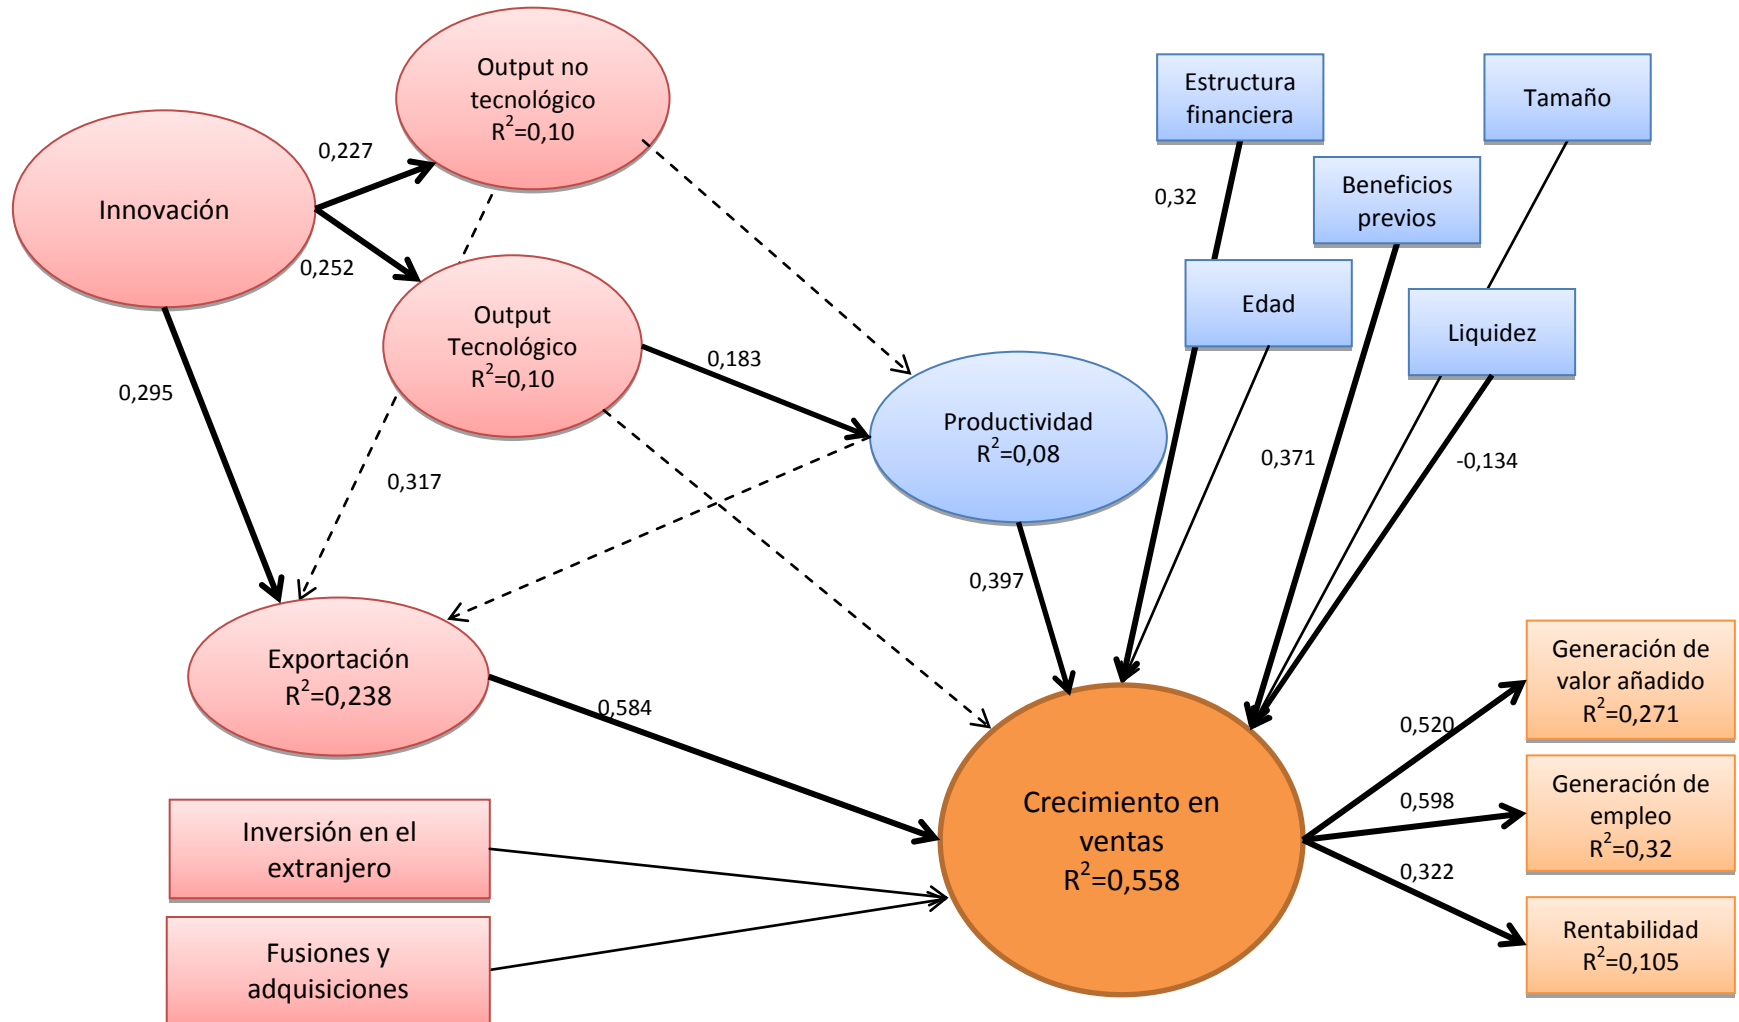 Output no
tecnológico
R²=0,10
Estructura
financiera
Tamaño
0,227
Innovación
0,32
Beneficios
previos
0,252
Edad
Liquidez
Output
Tecnológico
R²=0,10
0,183
0,295
Productividad
R²=0,08
0,317
0,371
-0,134
0,397
Exportación
R²=0,238
0,584
Generación de
valor añadido
R²=0,271
0,520
Inversión en el
extranjero
Crecimiento en
ventas
R²=0,558
0,598
Generación de
empleo
R²=0,32
0,322
Fusiones y
adquisiciones
Rentabilidad
R²=0,105